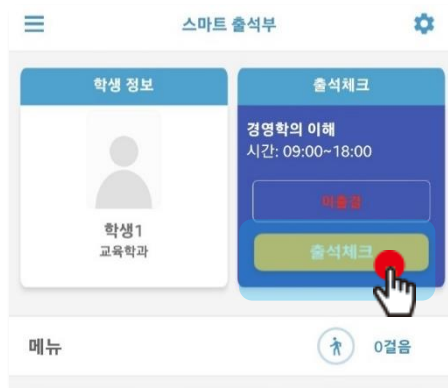 스마트 출석부
학생 정보
학생1
교육학과
출석체크
경영학의 이해
시간: 09:00~18:00
미출결
출석체크
메뉴
0걸음